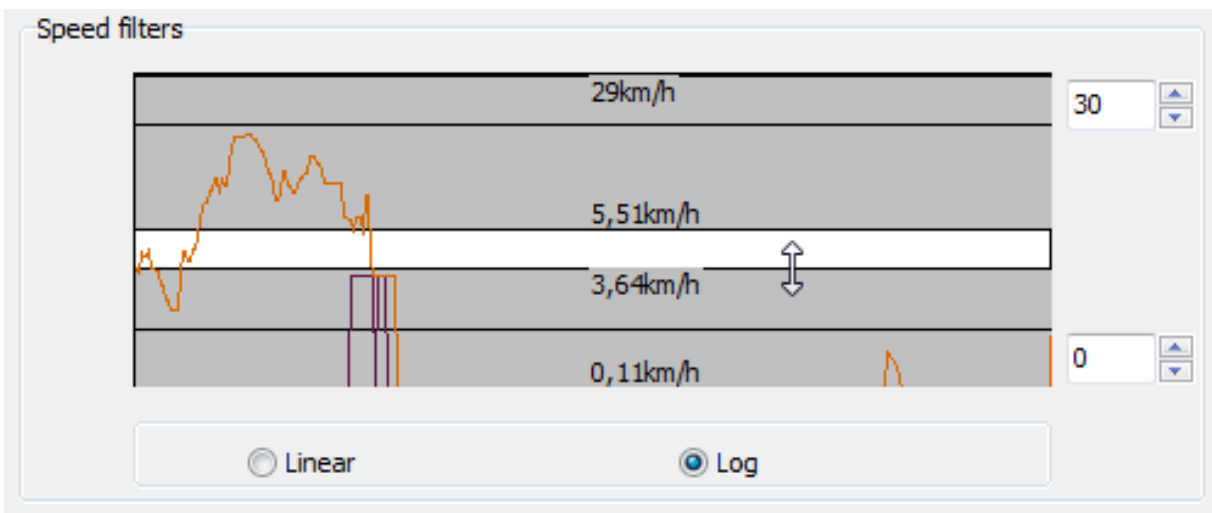 Speed filters
29km/h
30
5,51km/h
3,64km/h
0,11km/h
0
Linear
Log